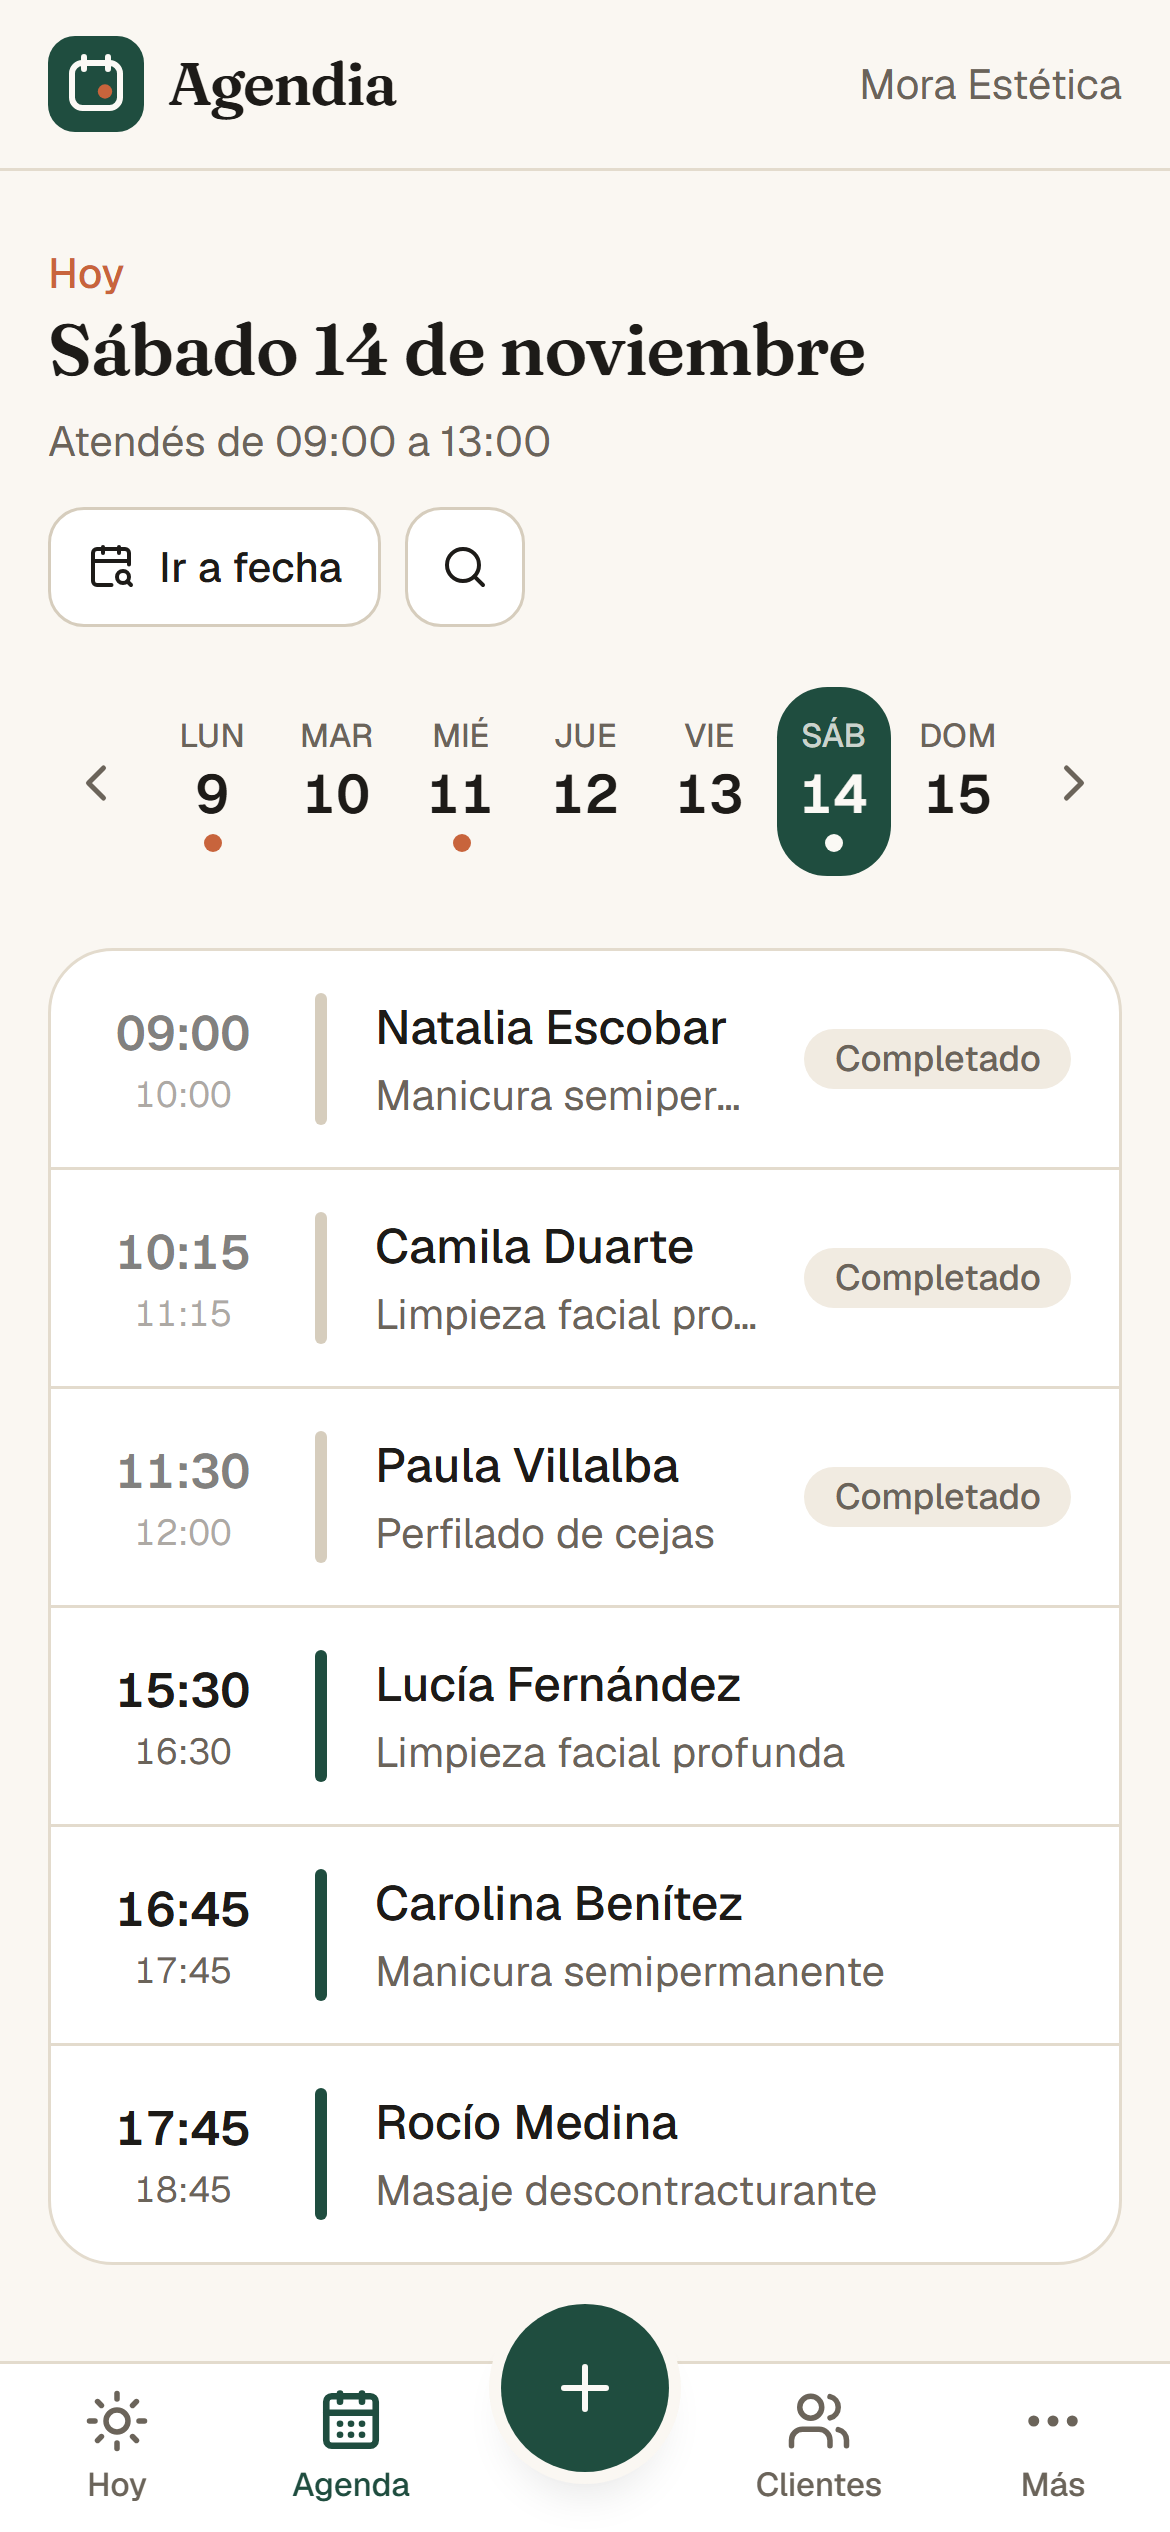 Agendia
Mora Estética
Hoy
Sábado 14 de noviembre
Atendés de 09:00 a 13:00
Ir a fecha
LUN MAR MIÉ JUE VIE SÁB DOM
9 10 11 12 13 14 15
09:00 Natalia Escobar
10:00 Manicura semiper...
Completado
10:15 Camila Duarte
11:15 Limpieza facial pro...
Completado
11:30 Paula Villalba
12:00 Perfilado de cejas
Completado
15:30 Lucía Fernández
16:30 Limpieza facial profunda
16:45 Carolina Benítez
17:45 Manicura semipermanente
17:45 Rocío Medina
18:45 Masaje descontracturante
Hoy Agenda Clientes Más